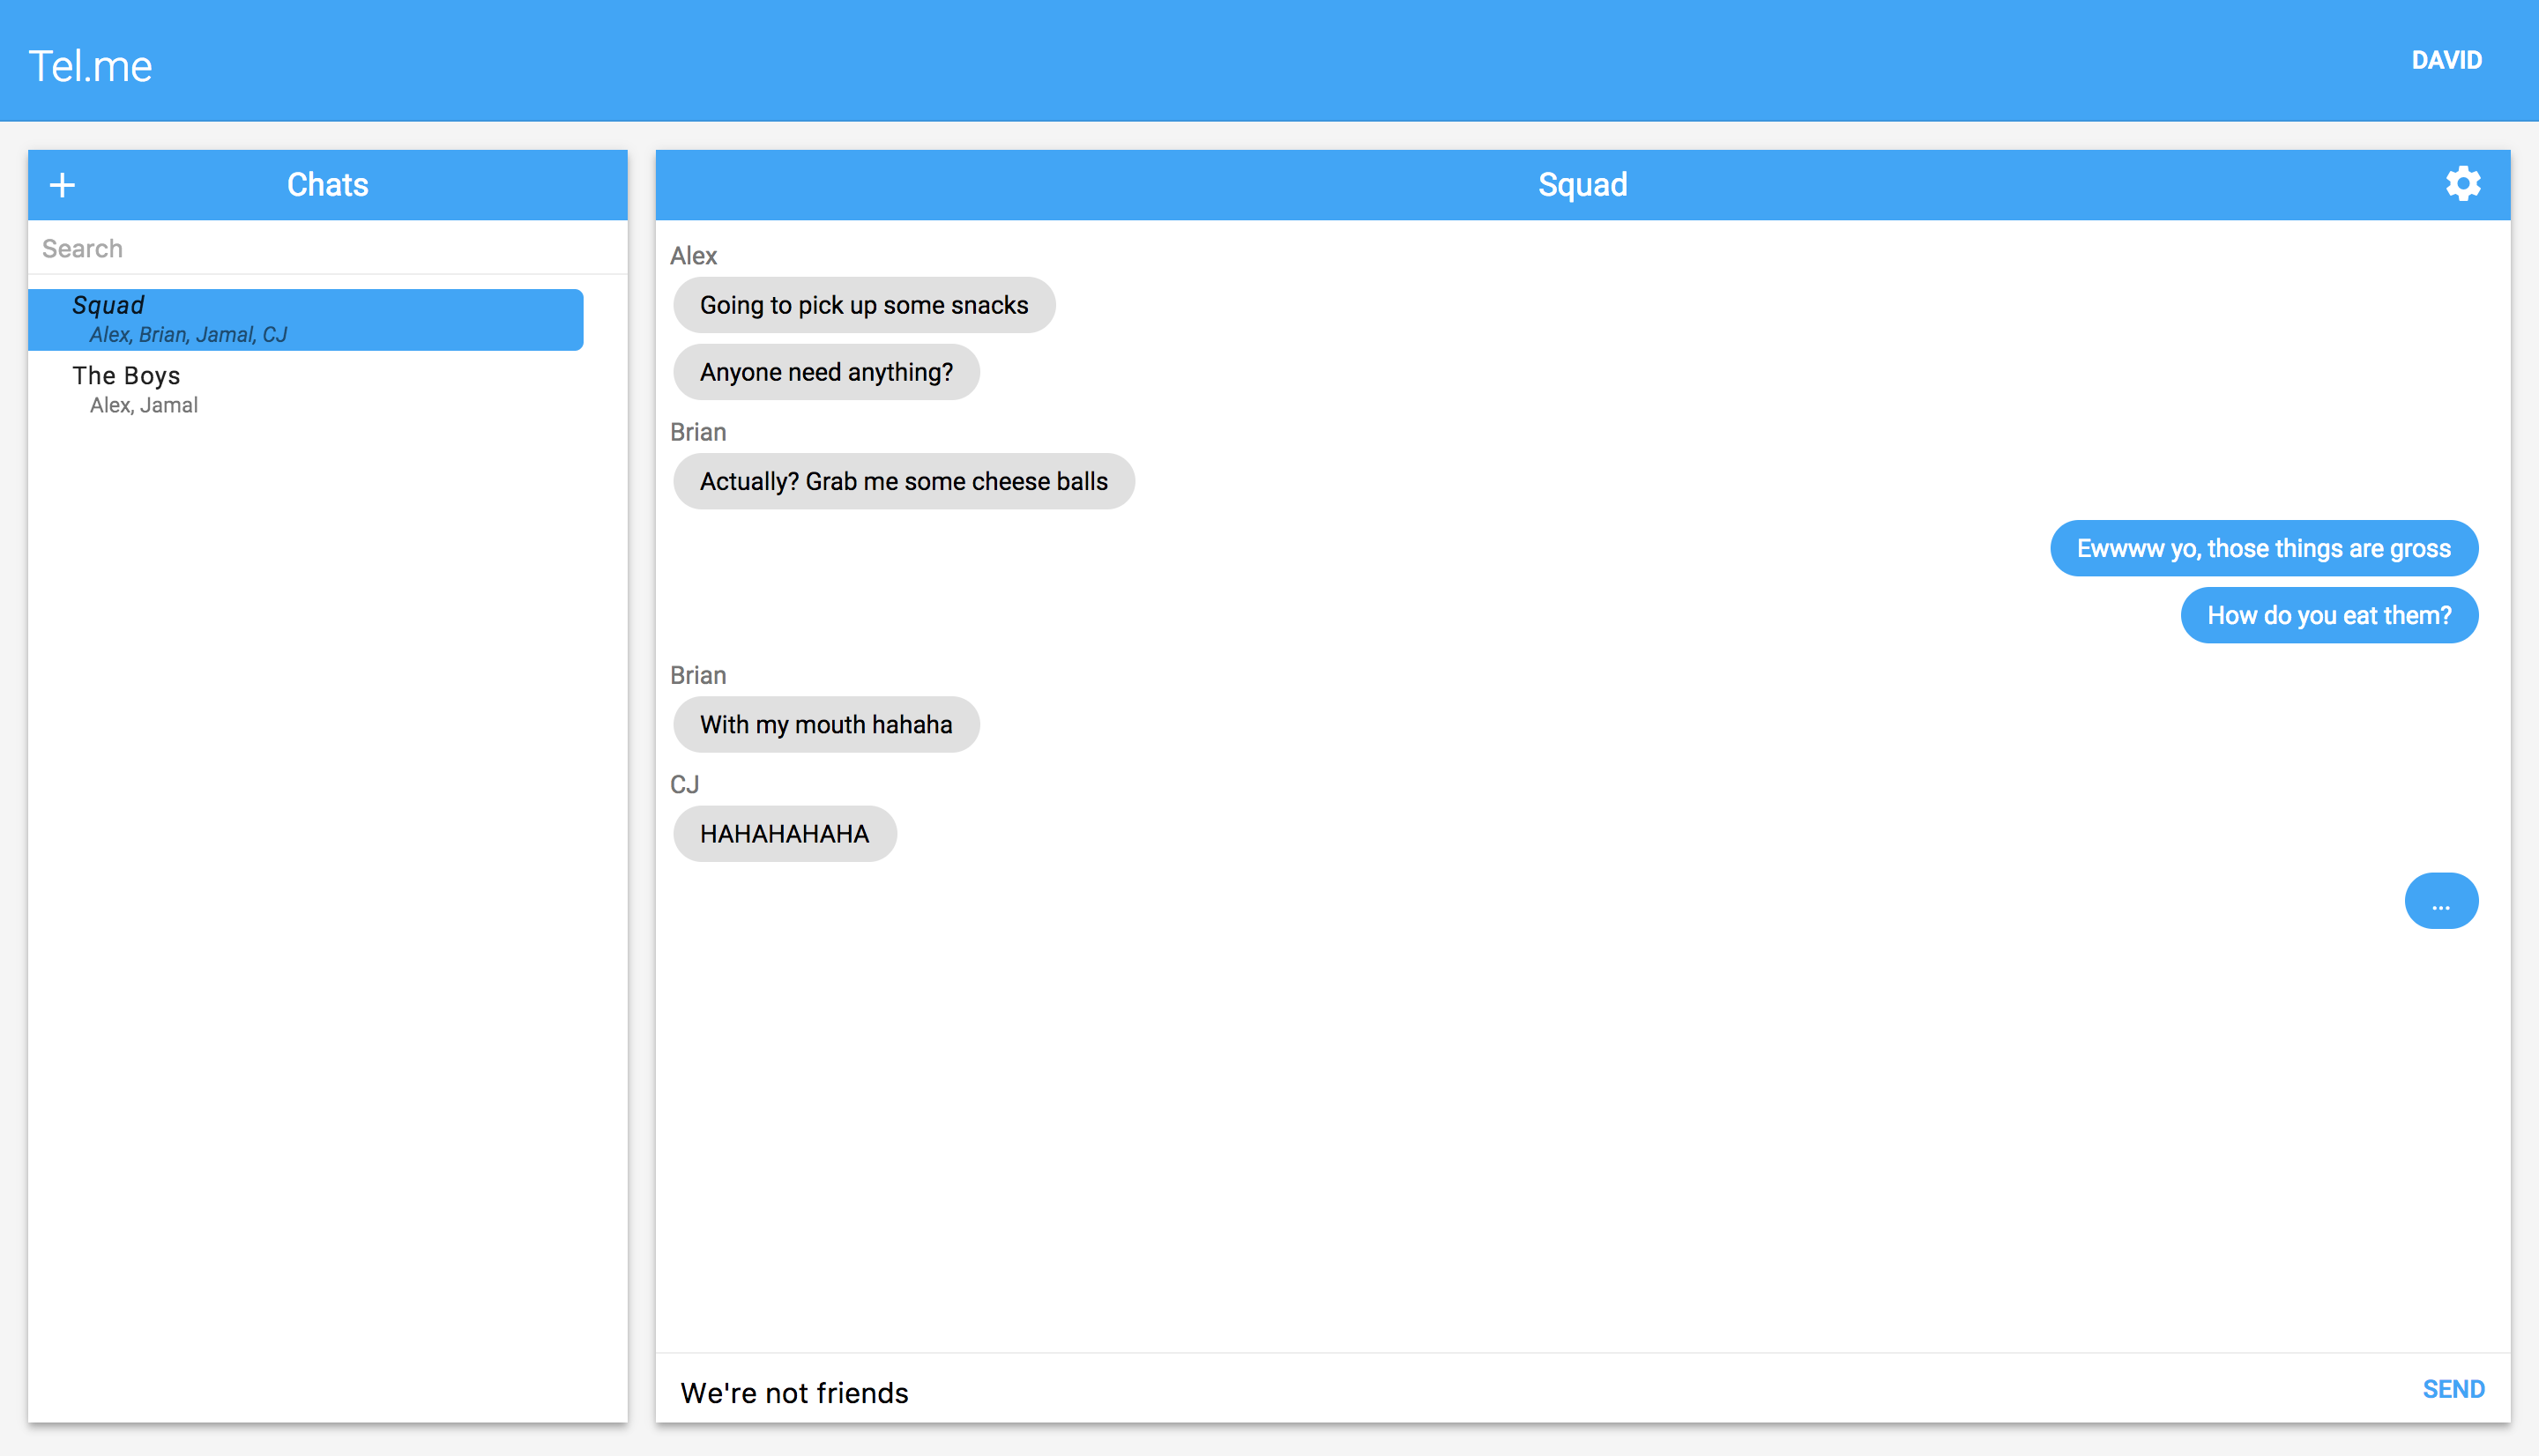 Tel.me
DAVID
Chats
Search
Squad
Alex, Brian, Jamal, CJ
The Boys
Alex, Jamal
Squad
Alex
Going to pick up some snacks
Anyone need anything?
Brian
Actually? Grab me some cheese balls
Ewwww yo, those things are gross
How do you eat them?
Brian
With my mouth hahaha
CJ
HAHAHAHAHA
...
We're not friends
SEND